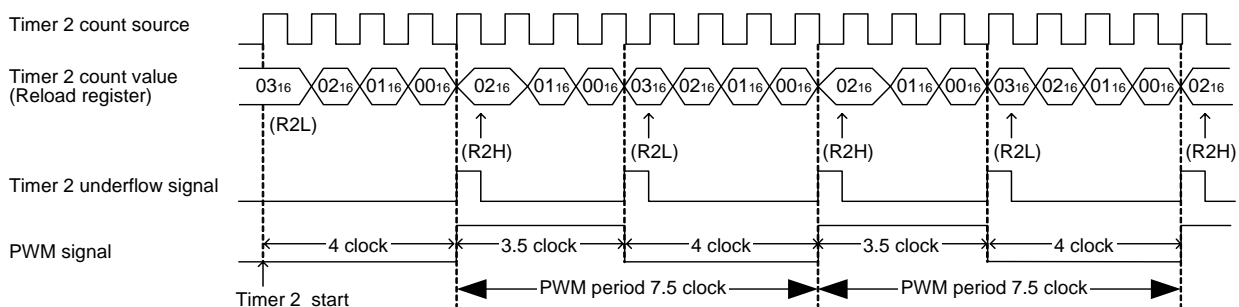 Timer 2 count source
Timer 2 count value
(Reload register)
0316 0216 0116 0016 0216 0116 0016 0316 0216 0116 0016 0216 0116 0016 0316 0216 0116 0016 0216
(R2L)
(R2H) (R2L) (R2H) (R2L) (R2H)
Timer 2 underflow signal
PWM signal
4 clock 3.5 clock 4 clock 3.5 clock 4 clock
PWM period 7.5 clock PWM period 7.5 clock
Timer 2 start